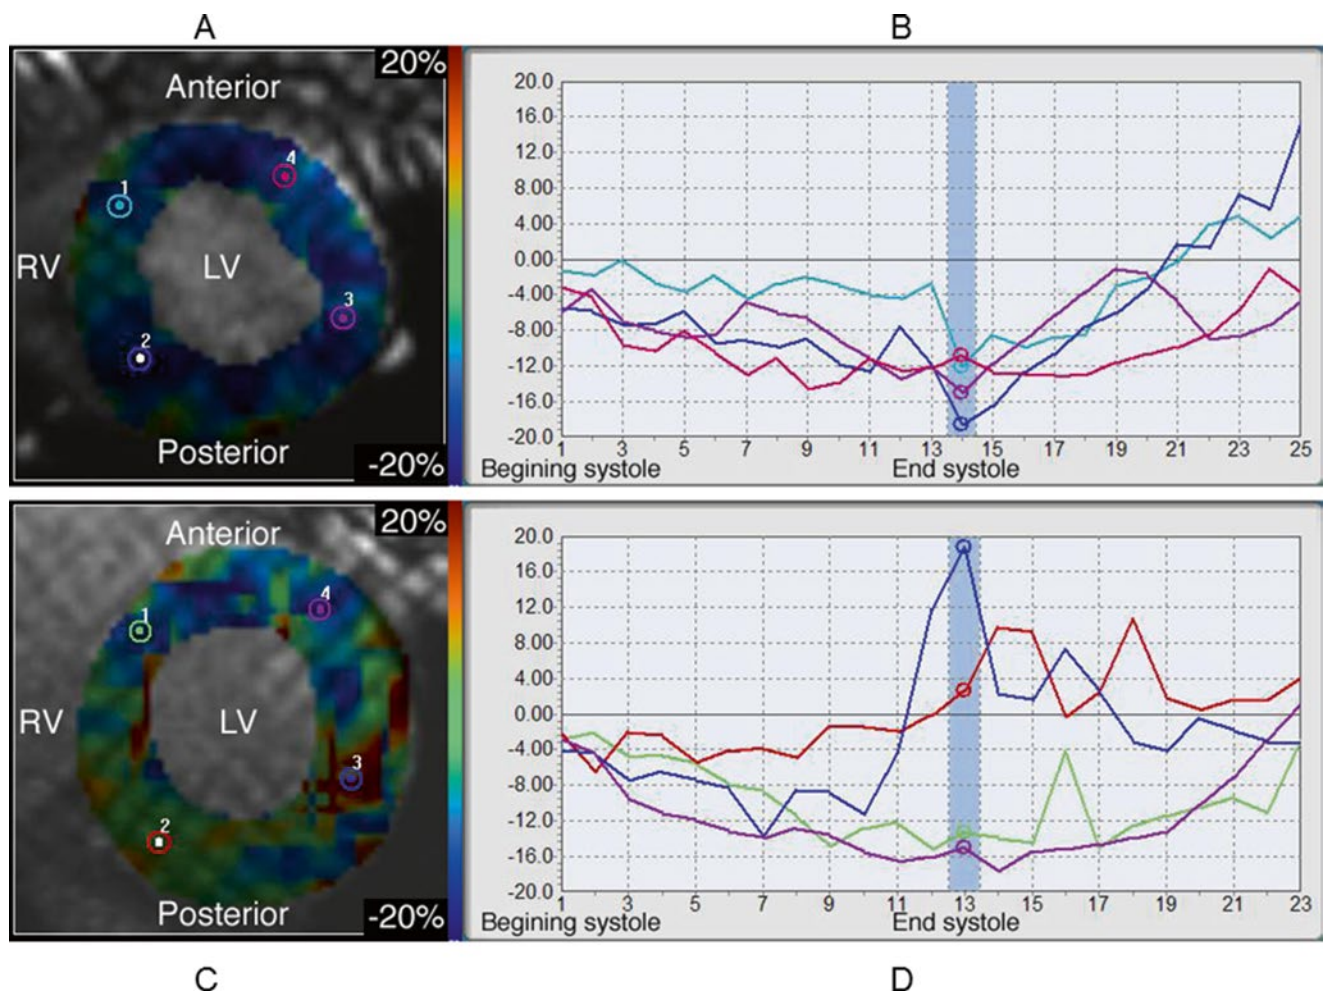 A
B
20%
Anterior
4
1
RV
LV
3
2
Posterior
-20%
20.0
16.0
12.0
8.00
4.00
0.00
-4.00
-8.00
-12.0
-16.0
-20.0
1 3 5 7 9 11 13 15 17 19 21 23 25
Begining systole End systole
20%
Anterior
4
1
RV
LV
3
2
Posterior
-20%
20.0
16.0
12.0
8.00
4.00
0.00
-4.00
-8.00
-12.0
-16.0
-20.0
1 3 5 7 9 11 13 15 17 19 21 23
Begining systole End systole
C
D